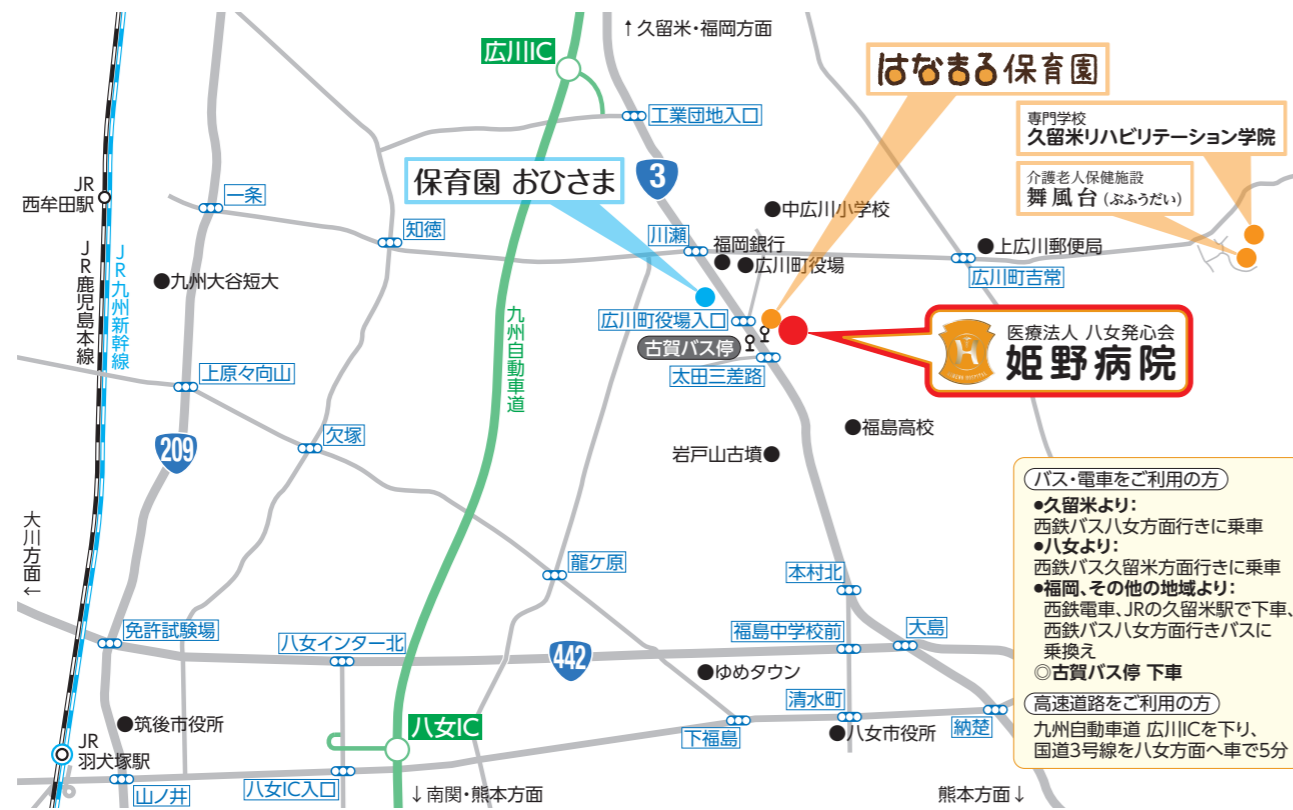 ↑久留米・福岡方面
広川IC
はなまる保育園
工業団地入口
専門学校
久留米リハビリテーション学院
3
保育園 おひさま
介護老人保健施設
舞風台(ぶふうだい)
JR
西牟田駅
一条
知徳
中広川小学校
川瀬
福岡銀行
広川町役場
上広川郵便局
広川町吉常
JR鹿児島本線
JR九州新幹線
九州大谷短大
九州自動車道
広川町役場入口
古賀バス停
太田三差路
H
医療法人 八女発心会
姫野病院
上原々向山
209
欠塚
福島高校
岩戸山古墳
大川方面←
龍ケ原
本村北
免許試験場
八女インター北
442
福島中学校前
大島
ゆめタウン
清水町
納楚
筑後市役所
八女IC
下福島
八女市役所
JR
羽犬塚駅
山ノ井
八女IC入口
↓南関・熊本方面
熊本方面↓
バス・電車をご利用の方
●久留米より:
西鉄バス八女方面行きに乗車
●八女より:
西鉄バス久留米方面行きに乗車
●福岡、その他の地域より:
西鉄電車、JRの久留米駅で下車、
西鉄バス八女方面行きバスに
乗換え
◎古賀バス停 下車
高速道路をご利用の方
九州自動車道 広川ICを下り、
国道3号線を八女方面へ車で5分